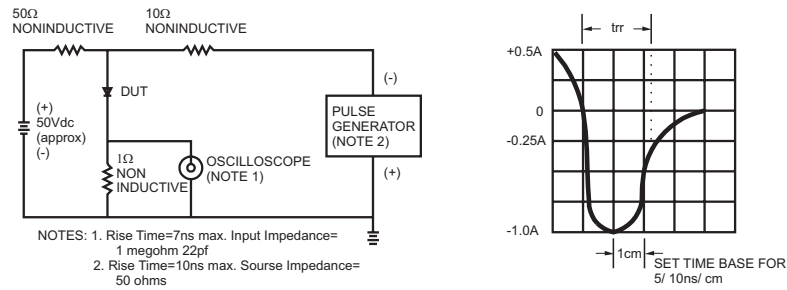 50Ω
NONINDUCTIVE
10Ω
NONINDUCTIVE
DUT
(+)
50Vdc
(approx)
(-)
1Ω
NON
INDUCTIVE
OSCILLOSCOPE
(NOTE 1)
(-)
PULSE
GENERATOR
(NOTE 2)
(+)
NOTES: 1. Rise Time=7ns max. Input Impedance=
1 megohm 22pf
2. Rise Time=10ns max. Sourse Impedance=
50 ohms
trr
+0.5A
0
-0.25A
-1.0A
1cm
SET TIME BASE FOR
5/ 10ns/ cm